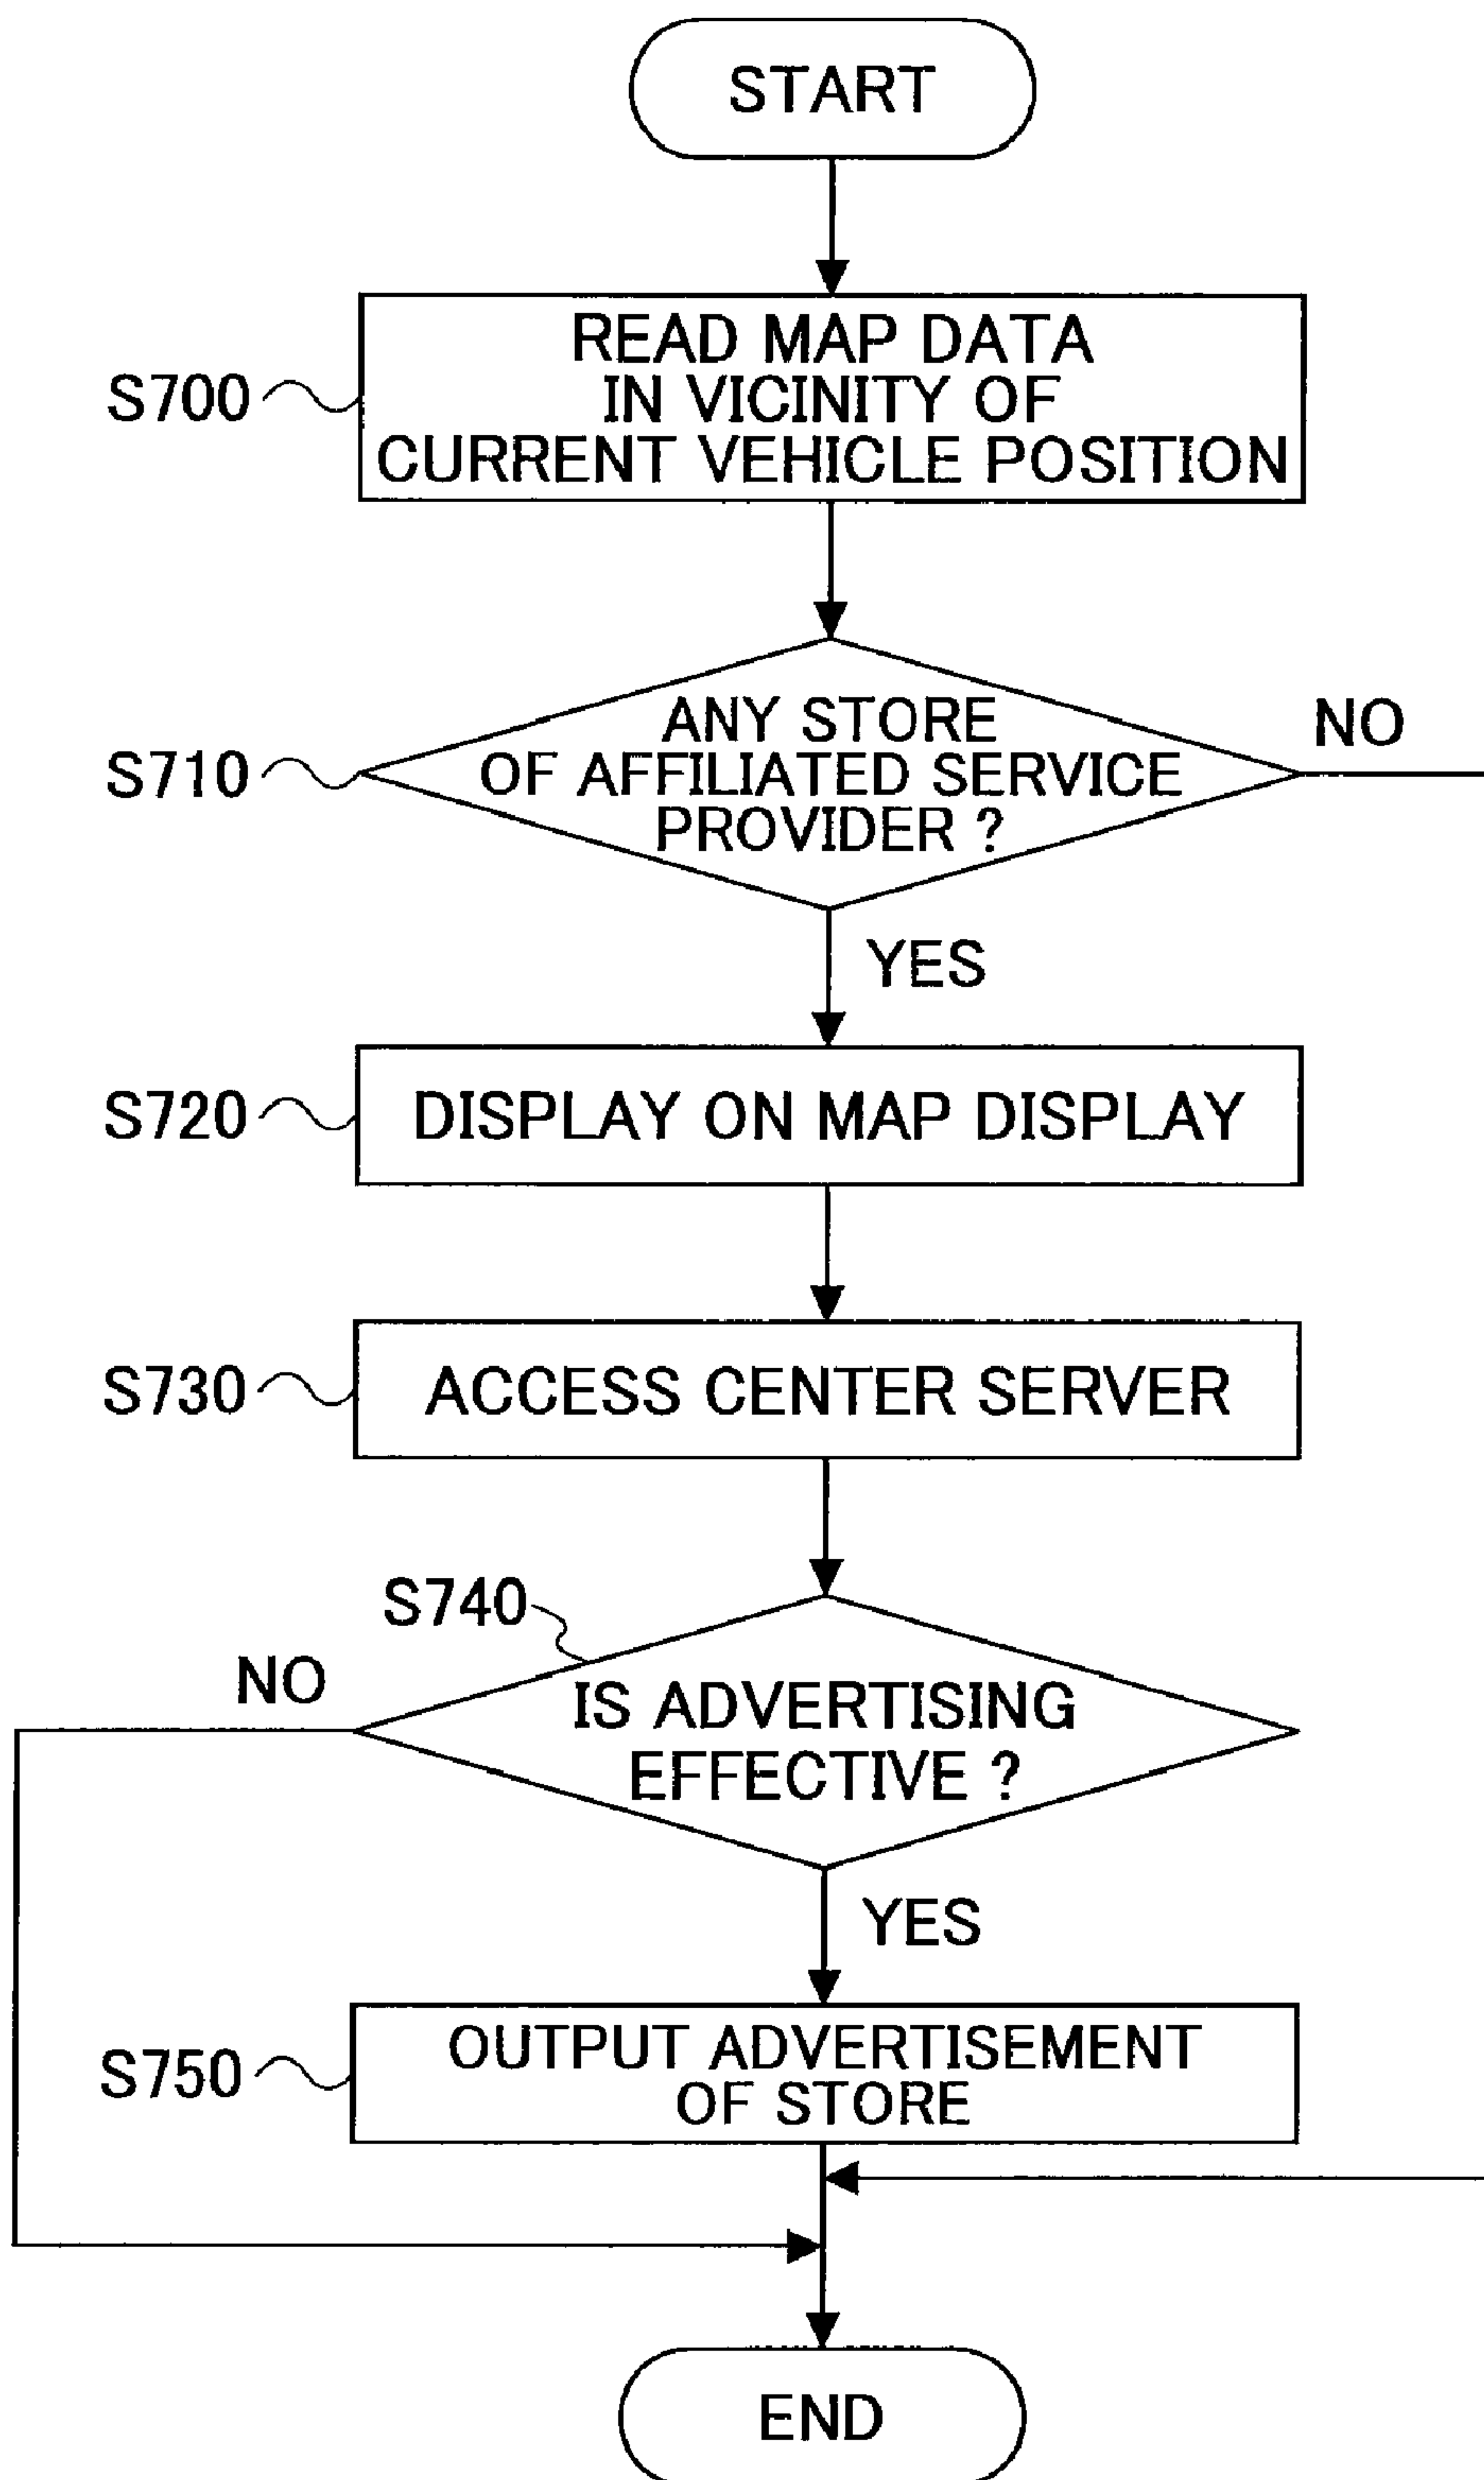 START
S700
READ MAP DATA
IN VICINITY OF
CURRENT VEHICLE POSITION
S710
ANY STORE
OF AFFILIATED SERVICE
PROVIDER ?
NO
YES
S720
DISPLAY ON MAP DISPLAY
S730
ACCESS CENTER SERVER
S740
NO
IS ADVERTISING
EFFECTIVE ?
YES
S750
OUTPUT ADVERTISEMENT
OF STORE
END